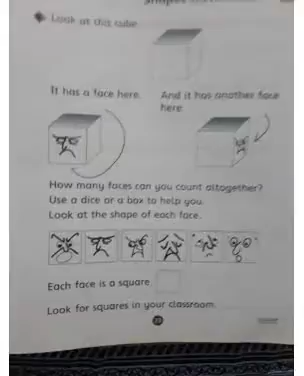 Look at this cube
It has a face here. And it has another face
here
How many faces can you count altogether?
Use a dice or a box to help you.
Look at the shape of each face.
Each face is a square
Look for squares in your classroom.